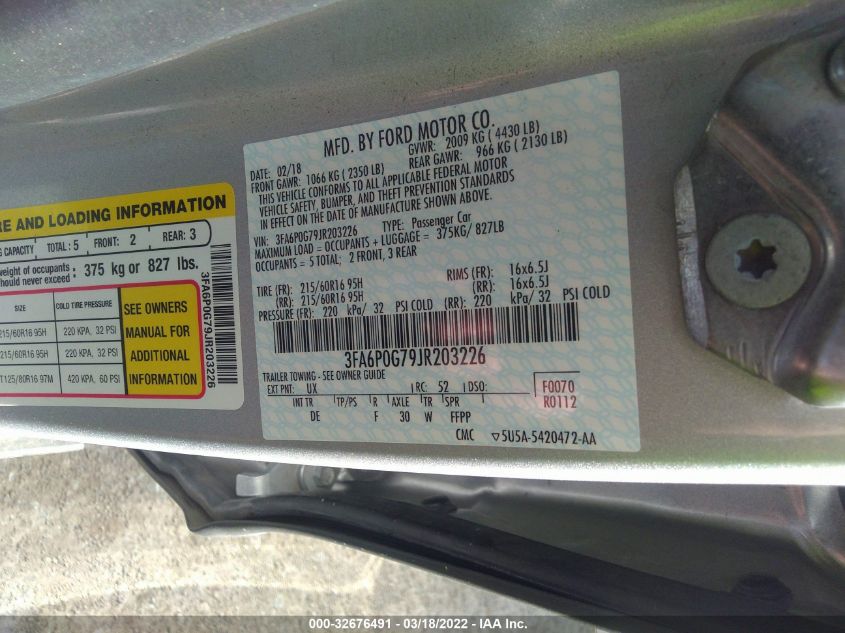 RE AND LOADING INFORMATION
G CAPACITY TOTAL: 5 FRONT: 2 REAR: 3
weight of occupants : 375 kg or 827 lbs.
should never exceed
SIZE COLD TIRE PRESSURE SEE OWNERS MANUAL FOR ADDITIONAL INFORMATION
215/60R16 95H 220 KPA, 32 PSI
215/60R16 95H 220 KPA, 32 PSI
T125/80R16 97M 420 KPA, 60 PSI
3FA6P0G79JR203226
MFD. BY FORD MOTOR CO.
DATE: 02/18 GVWR: 2009 KG ( 4430 LB)
FRONT GAWR: 1066 KG ( 2350 LB) REAR GAWR: 966 KG ( 2130 LB)
THIS VEHICLE CONFORMS TO ALL APPLICABLE FEDERAL MOTOR
VEHICLE SAFETY, BUMPER, AND THEFT PREVENTION STANDARDS
IN EFFECT ON THE DATE OF MANUFACTURE SHOWN ABOVE.
VIN: 3FA6P0G79JR203226 TYPE: Passenger Car
MAXIMUM LOAD = OCCUPANTS + LUGGAGE = 375KG/ 827LB
OCCUPANTS = 5 TOTAL; 2 FRONT, 3 REAR
TIRE (FR): 215/60R16 95H RIMS (FR): 16x6.5J
(RR): 215/60R16 95H (RR): 16x6.5J
PRESSURE (FR): 220 kPa/ 32 PSI COLD (RR): 220 kPa/ 32 PSI COLD
3FA6P0G79JR203226
TRAILER TOWING - SEE OWNER GUIDE
EXT PNT: UX RC: 52 DSO: F0070
INT TR TP/PS R AXLE TR SPR R0112
DE F 30 W FFPP
CMC ▽5U5A-5420472-AA
000-32676491 - 03/18/2022 - IAA Inc.